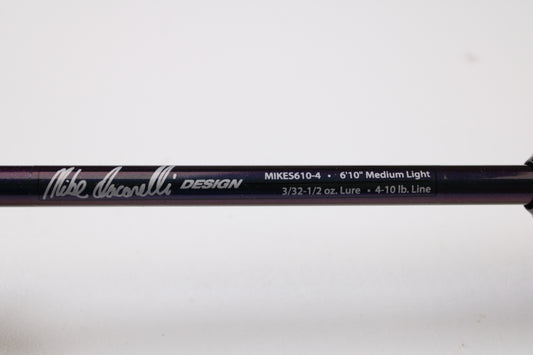 Mike Iaconelli DESIGN
MIKES610-4 • 6'10" Medium Light
3/32-1/2 oz. Lure • 4-10 lb. Line